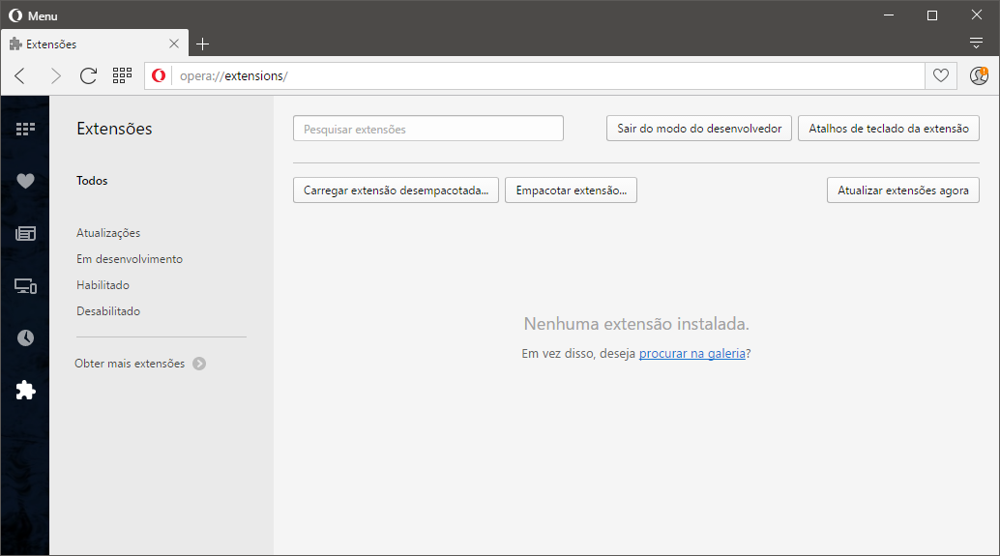 Menu
Extensões
opera://extensions/
Extensões
Todos
Atualizações
Em desenvolvimento
Habilitado
Desabilitado
Obter mais extensões
Pesquisar extensões
Sair do modo do desenvolvedor
Atalhos de teclado da extensão
Carregar extensão desempacotada...
Empacotar extensão...
Atualizar extensões agora
Nenhuma extensão instalada.
Em vez disso, deseja procurar na galeria?